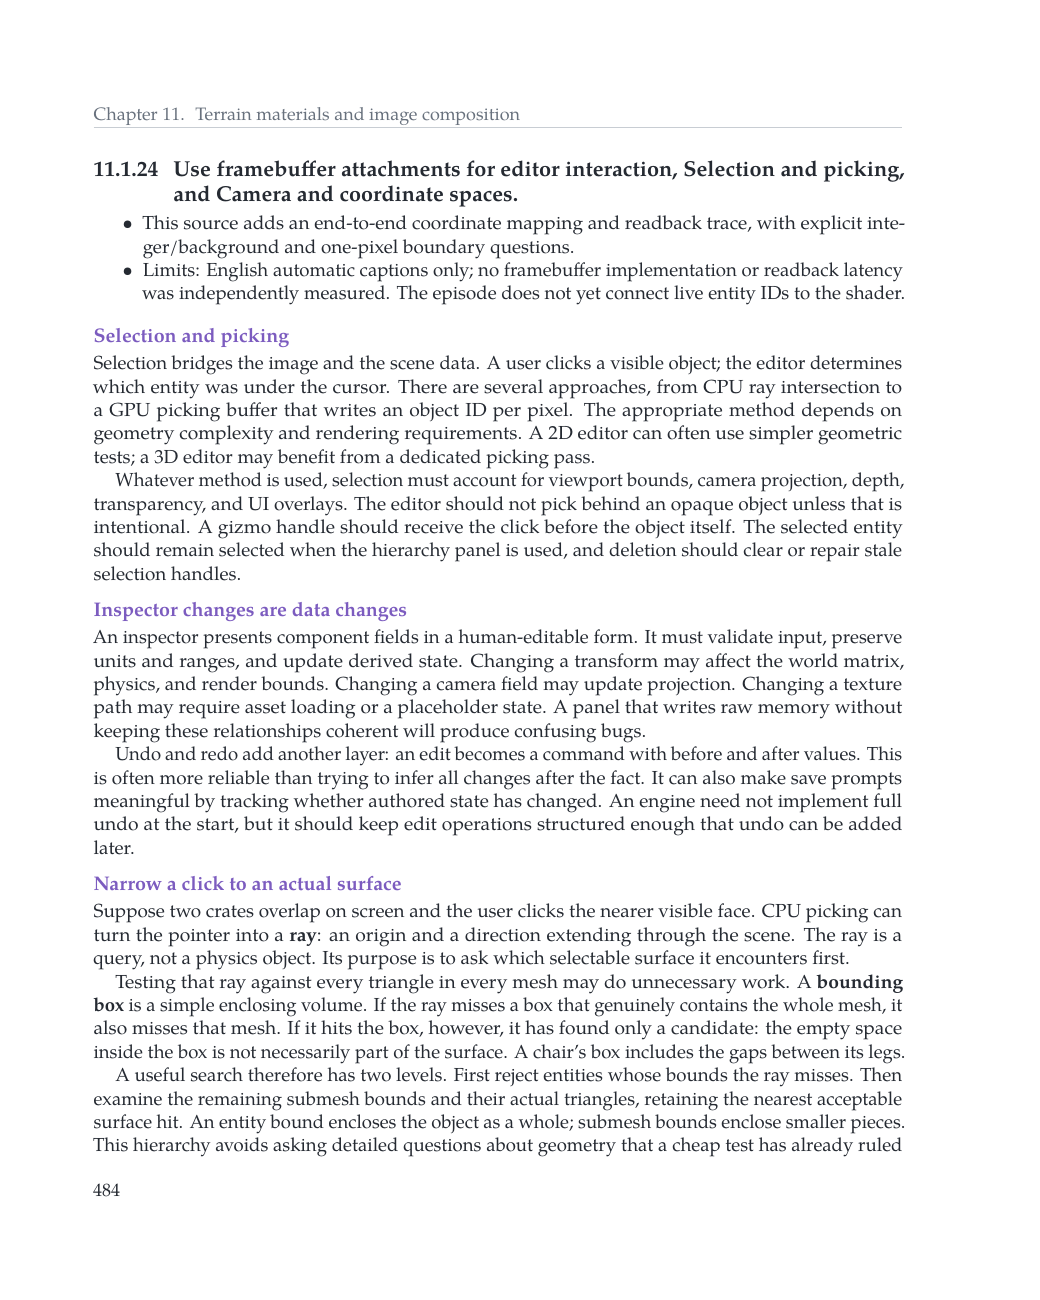 Chapter 11. Terrain materials and image composition
11.1.24 Use framebuffer attachments for editor interaction, Selection and picking,
and Camera and coordinate spaces.
• This source adds an end-to-end coordinate mapping and readback trace, with explicit inte-
ger/background and one-pixel boundary questions.
• Limits: English automatic captions only; no framebuffer implementation or readback latency
was independently measured. The episode does not yet connect live entity IDs to the shader.
Selection and picking
Selection bridges the image and the scene data. A user clicks a visible object; the editor determines
which entity was under the cursor. There are several approaches, from CPU ray intersection to
a GPU picking buffer that writes an object ID per pixel. The appropriate method depends on
geometry complexity and rendering requirements. A 2D editor can often use simpler geometric
tests; a 3D editor may benefit from a dedicated picking pass.
Whatever method is used, selection must account for viewport bounds, camera projection, depth,
transparency, and UI overlays. The editor should not pick behind an opaque object unless that is
intentional. A gizmo handle should receive the click before the object itself. The selected entity
should remain selected when the hierarchy panel is used, and deletion should clear or repair stale
selection handles.
Inspector changes are data changes
An inspector presents component fields in a human-editable form. It must validate input, preserve
units and ranges, and update derived state. Changing a transform may affect the world matrix,
physics, and render bounds. Changing a camera field may update projection. Changing a texture
path may require asset loading or a placeholder state. A panel that writes raw memory without
keeping these relationships coherent will produce confusing bugs.
Undo and redo add another layer: an edit becomes a command with before and after values. This
is often more reliable than trying to infer all changes after the fact. It can also make save prompts
meaningful by tracking whether authored state has changed. An engine need not implement full
undo at the start, but it should keep edit operations structured enough that undo can be added
later.
Narrow a click to an actual surface
Suppose two crates overlap on screen and the user clicks the nearer visible face. CPU picking can
turn the pointer into a ray: an origin and a direction extending through the scene. The ray is a
query, not a physics object. Its purpose is to ask which selectable surface it encounters first.
Testing that ray against every triangle in every mesh may do unnecessary work. A bounding
box is a simple enclosing volume. If the ray misses a box that genuinely contains the whole mesh, it
also misses that mesh. If it hits the box, however, it has found only a candidate: the empty space
inside the box is not necessarily part of the surface. A chair's box includes the gaps between its legs.
A useful search therefore has two levels. First reject entities whose bounds the ray misses. Then
examine the remaining submesh bounds and their actual triangles, retaining the nearest acceptable
surface hit. An entity bound encloses the object as a whole; submesh bounds enclose smaller pieces.
This hierarchy avoids asking detailed questions about geometry that a cheap test has already ruled
484